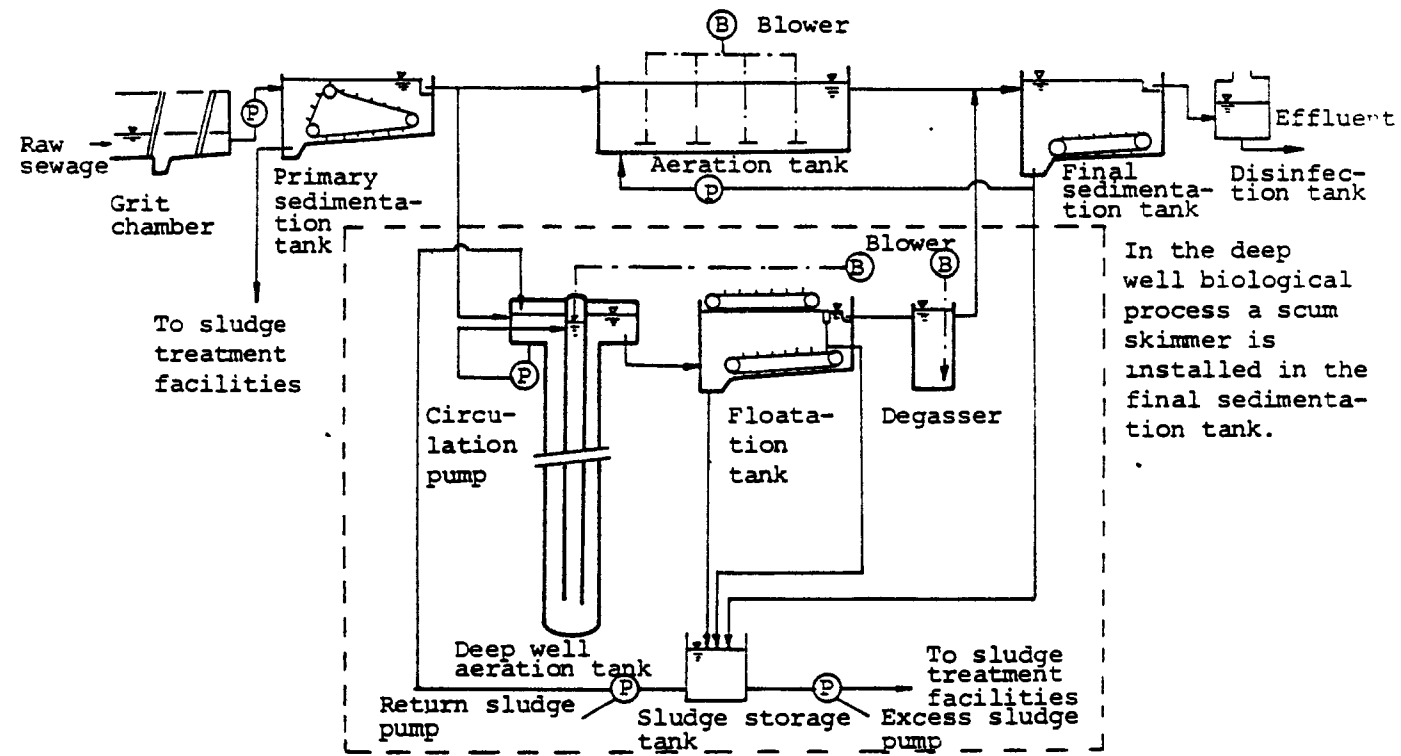 B Blower
P
Raw
sewage
Grit
chamber
Primary
sedimenta-
tion
tank
Aeration tank
P
Final
sedimenta-
tion tank
Effluent
Disinfec-
tion tank
To sludge
treatment
facilities
Blower
B
B
P
Circu-
lation
pump
Floata-
tion
tank
Degasser
In the deep
well biological
process a scum
skimmer is
installed in the
final sedimenta-
tion tank.
Deep well
aeration tank
P
Return sludge
pump
Sludge storage
tank
P
Excess sludge
pump
To sludge
treatment
facilities